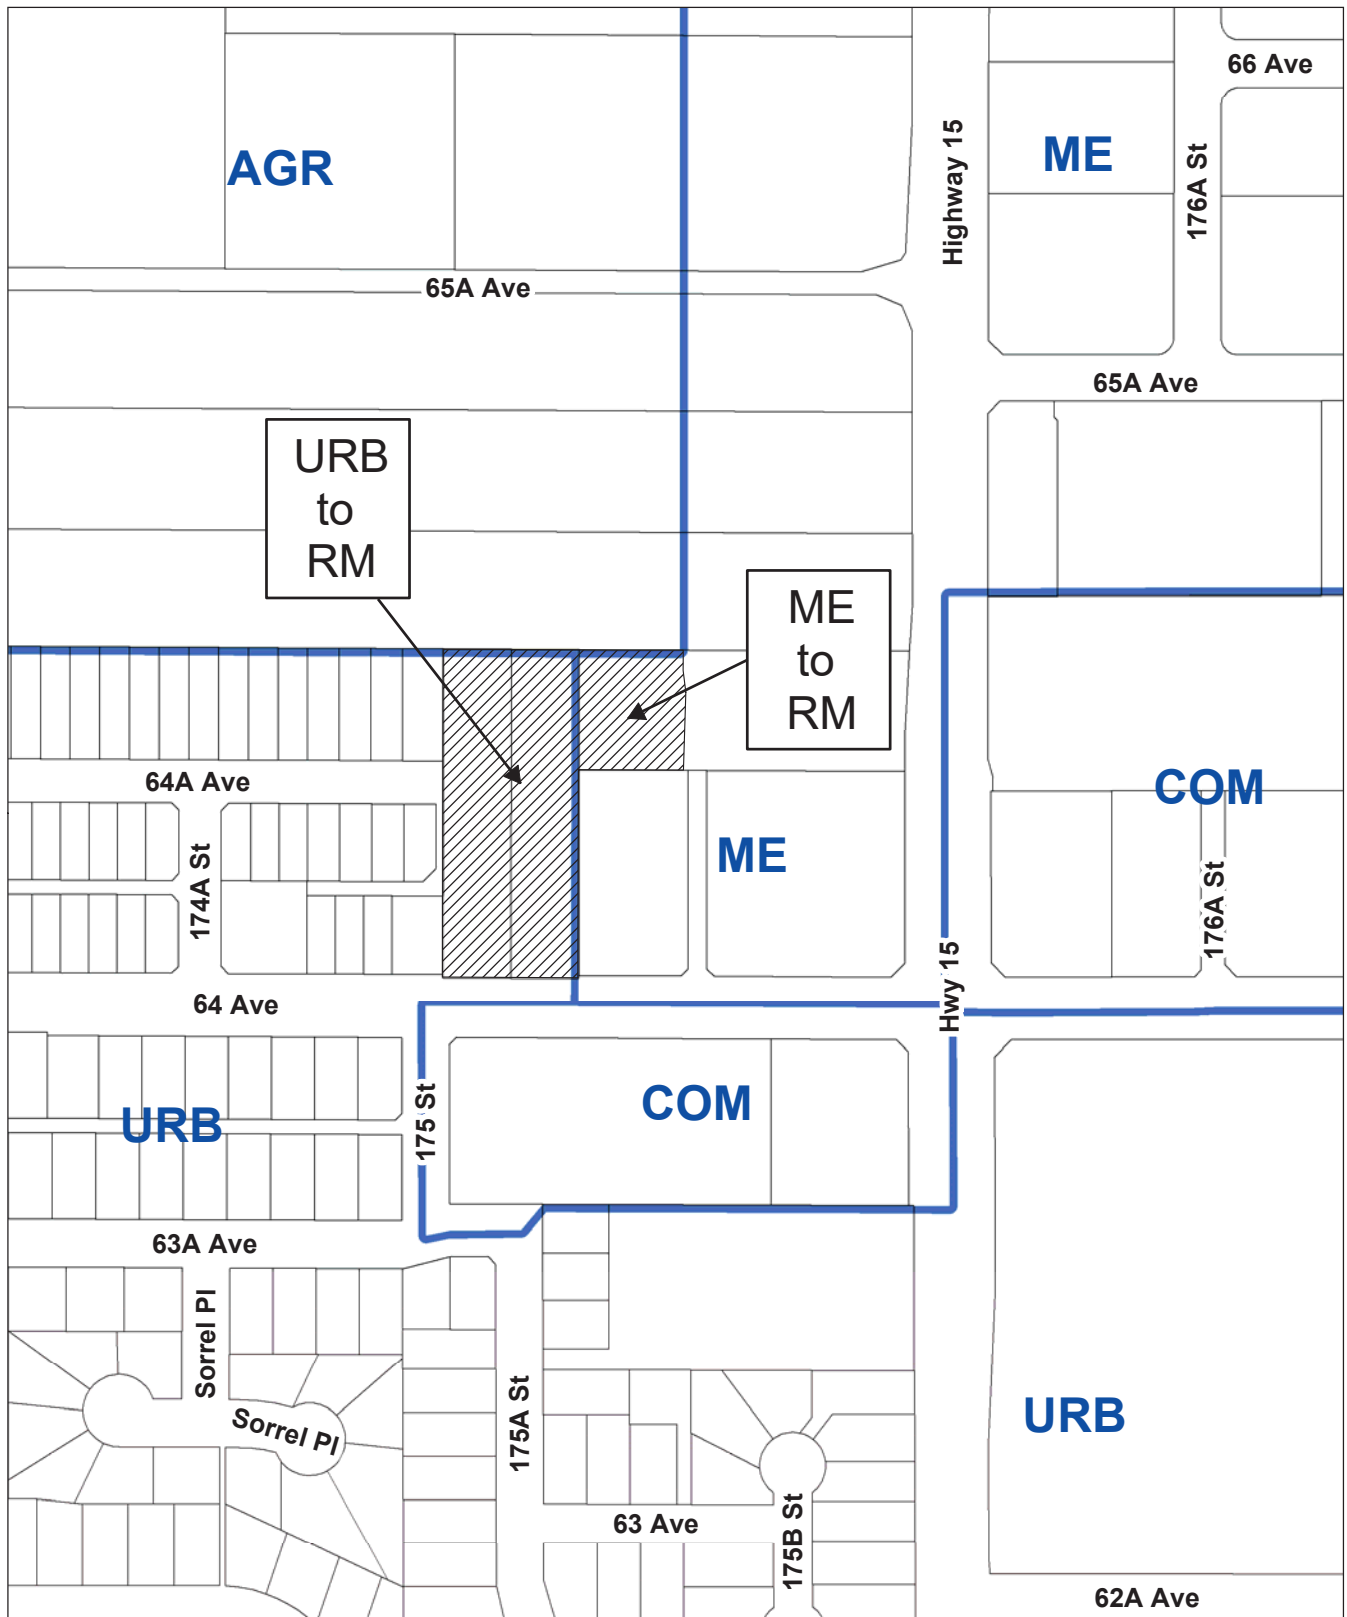 66 Ave
AGR
Highway 15
ME
176A St
65A Ave
65A Ave
URB
to
RM
ME
to
RM
64A Ave
COM
174A St
ME
176A St
64 Ave
Hwy 15
URB
175 St
COM
63A Ave
Sorrel Pl
Sorrel Pl
175A St
URB
63 Ave
175B St
62A Ave